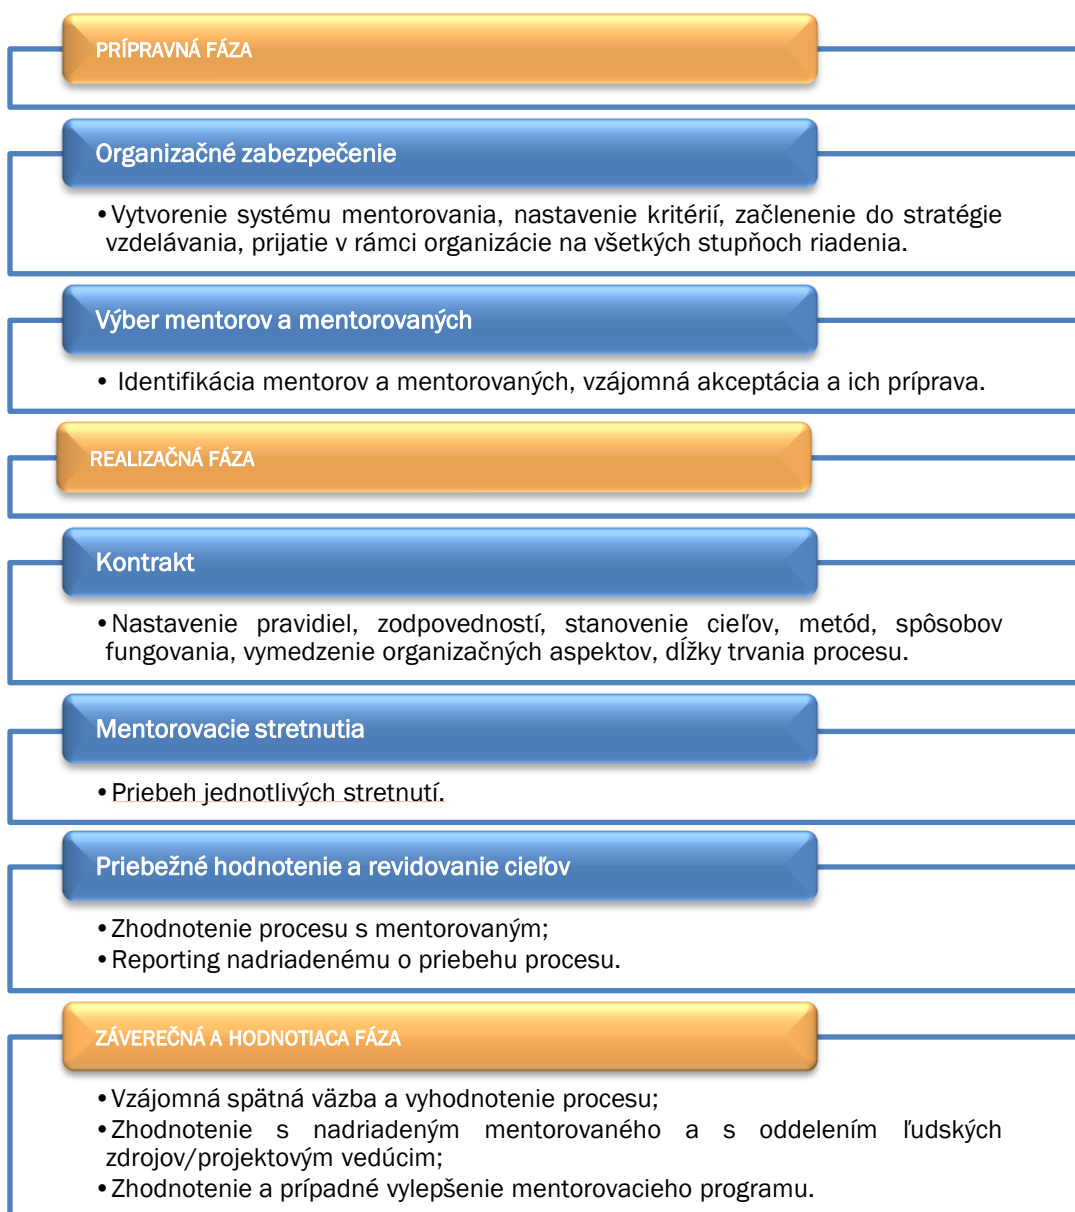 PRÍPRAVNÁ FÁZA
Organizačné zabezpečenie
•Vytvorenie systému mentorovania, nastavenie kritérií, začlenenie do stratégie
vzdelávania, prijatie v rámci organizácie na všetkých stupňoch riadenia.
Výber mentorov a mentorovaných
• Identifikácia mentorov a mentorovaných, vzájomná akceptácia a ich príprava.
REALIZAČNÁ FÁZA
Kontrakt
•Nastavenie pravidiel, zodpovedností, stanovenie cieľov, metód, spôsobov
fungovania, vymedzenie organizačných aspektov, dĺžky trvania procesu.
Mentorovacie stretnutia
•Priebeh jednotlivých stretnutí.
Priebežné hodnotenie a revidovanie cieľov
•Zhodnotenie procesu s mentorovaným;
•Reporting nadriadenému o priebehu procesu.
ZÁVEREČNÁ A HODNOTIACA FÁZA
•Vzájomná spätná väzba a vyhodnotenie procesu;
•Zhodnotenie s nadriadeným mentorovaného a s oddelením ľudských
zdrojov/projektovým vedúcim;
•Zhodnotenie a prípadné vylepšenie mentorovacieho programu.